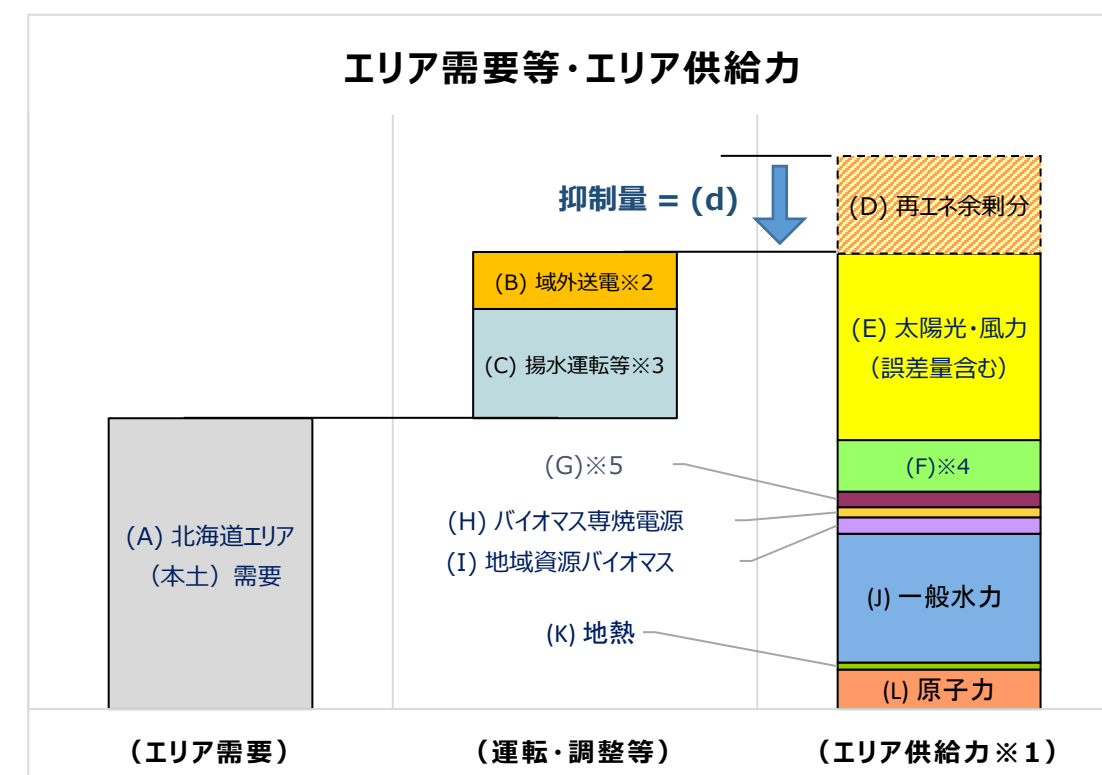 エリア需要等・エリア供給力
抑制量 = (d)
(D) 再エネ余剰分
(B) 域外送電※2
(C) 揚水運転等※3
(E) 太陽光・風力
（誤差量含む）
(F)※4
(G)※5
(H) バイオマス専焼電源
(I) 地域資源バイオマス
(A) 北海道エリア
（本土）需要
(J) 一般水力
(K) 地熱
(L) 原子力
（エリア需要）
（運転・調整等）
（エリア供給力※1）